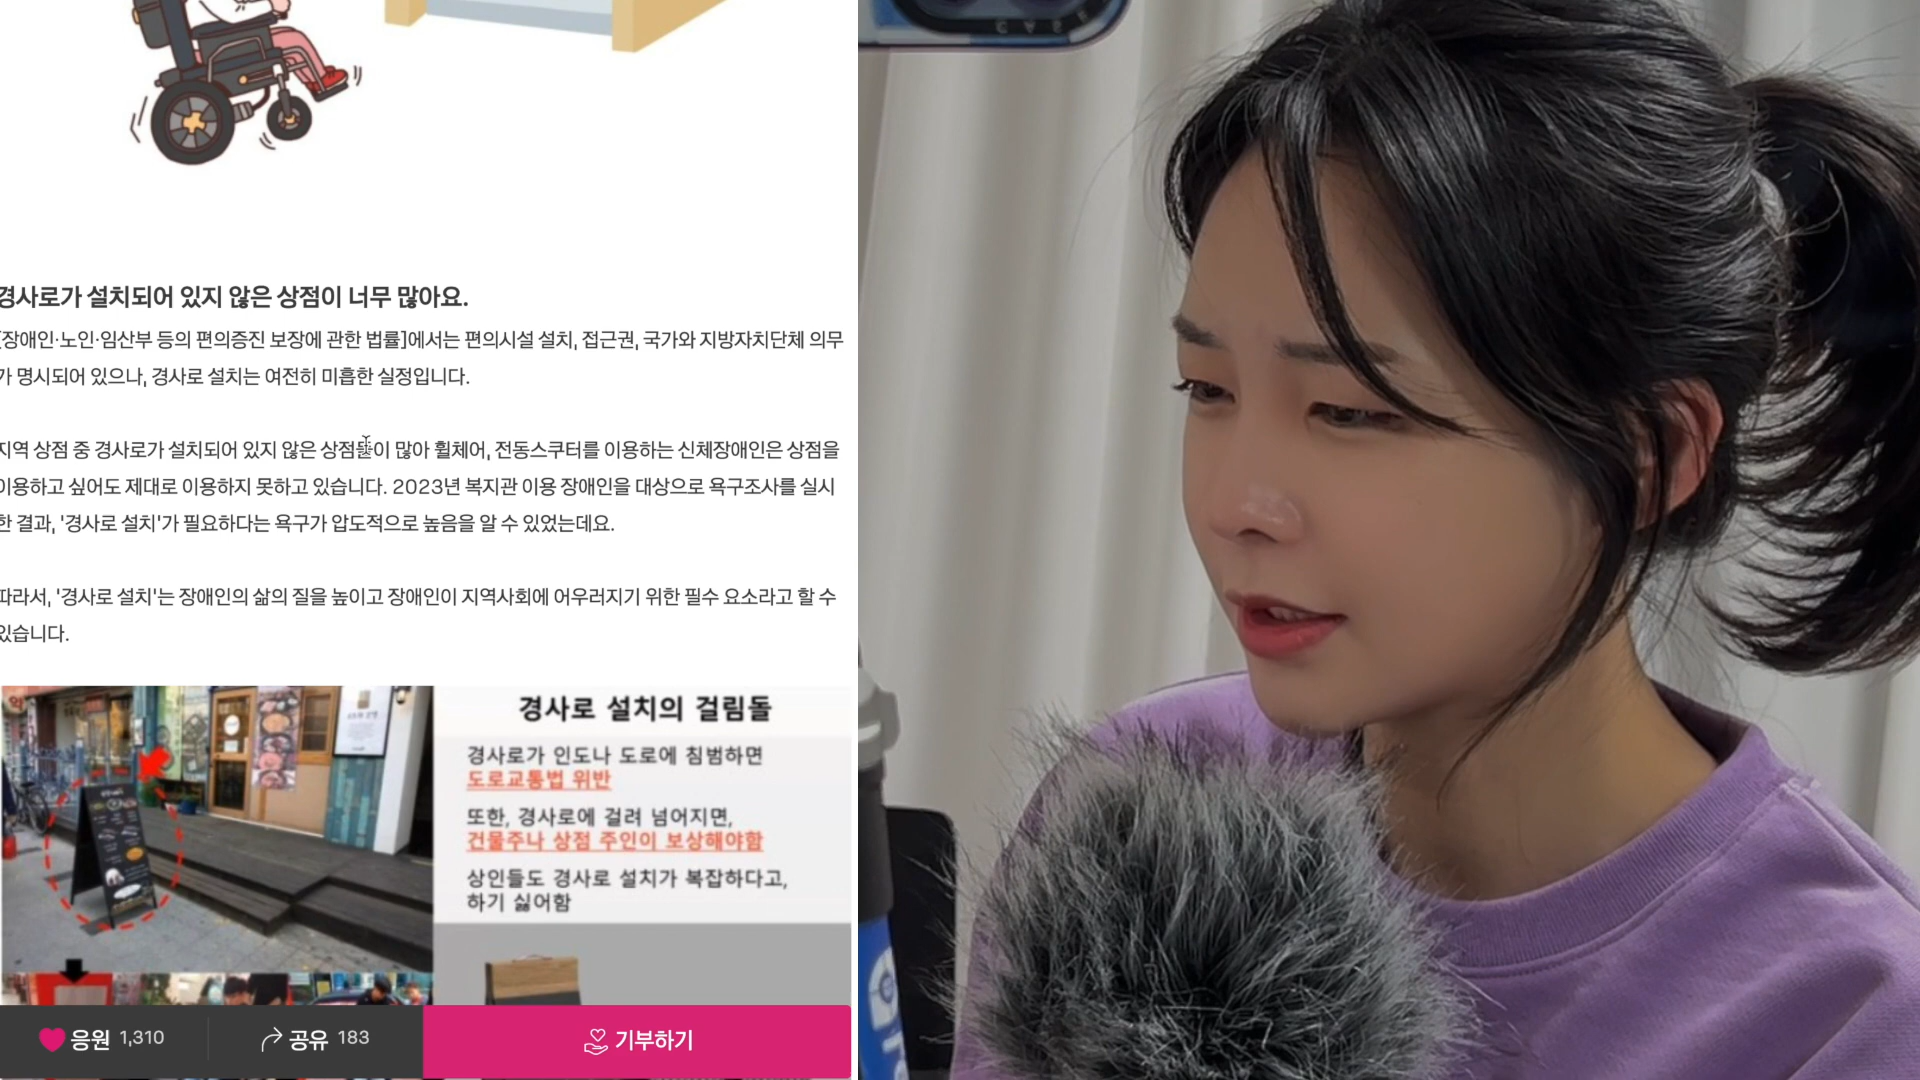 경사로가 설치되어 있지 않은 상점이 너무 많아요.
[장애인·노인·임산부 등의 편의증진 보장에 관한 법률]에서는 편의시설 설치, 접근권, 국가와 지방자치단체 의무
가 명시되어 있으나, 경사로 설치는 여전히 미흡한 실정입니다.
지역 상점 중 경사로가 설치되어 있지 않은 상점들이 많아 휠체어, 전동스쿠터를 이용하는 신체장애인은 상점을
이용하고 싶어도 제대로 이용하지 못하고 있습니다. 2023년 복지관 이용 장애인을 대상으로 욕구조사를 실시
한 결과, '경사로 설치'가 필요하다는 욕구가 압도적으로 높음을 알 수 있었는데요.
따라서, '경사로 설치'는 장애인의 삶의 질을 높이고 장애인이 지역사회에 어우러지기 위한 필수 요소라고 할 수
있습니다.
경사로 설치의 걸림돌
경사로가 인도나 도로에 침범하면
도로교통법 위반
또한, 경사로에 걸려 넘어지면,
건물주나 상점 주인이 보상해야함
상인들도 경사로 설치가 복잡하다고,
하기 싫어함
응원 1,310
공유 183
기부하기